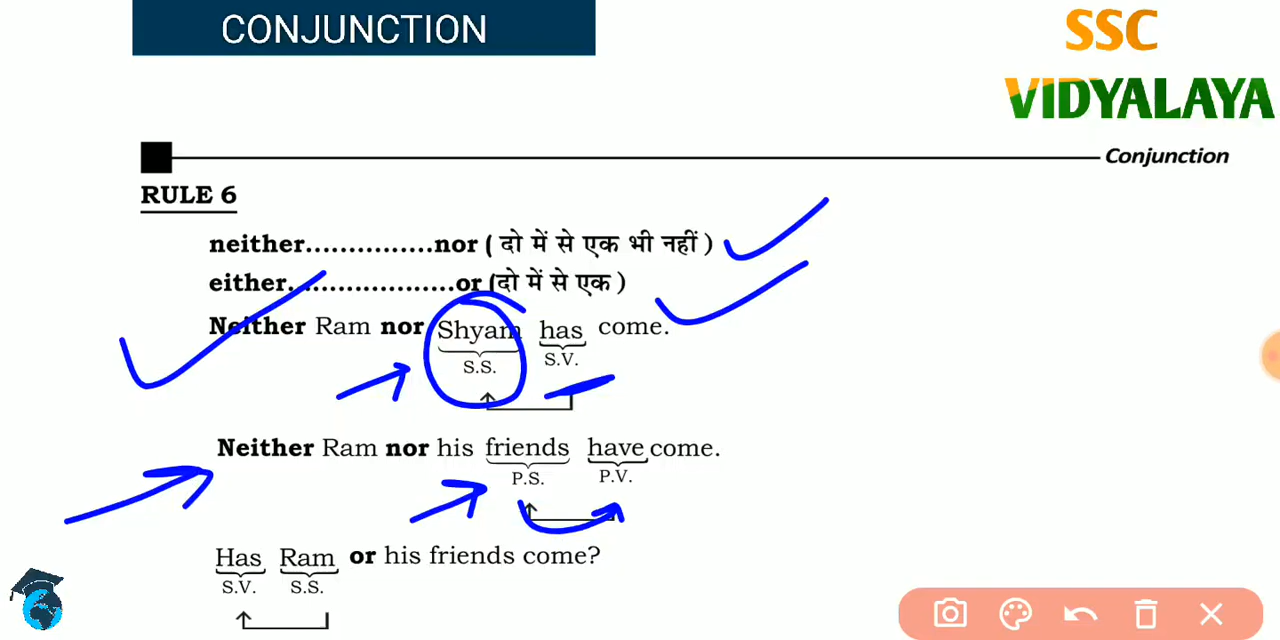 CONJUNCTION
SSC
VIDYALAYA
Conjunction
RULE 6
neither...............nor ( दो में से एक भी नहीं )
either....................or (दो में से एक )
Neither Ram nor Shyam has come.
S.S. S.V.
Neither Ram nor his friends have come.
P.S. P.V.
Has Ram or his friends come?
S.V. S.S.